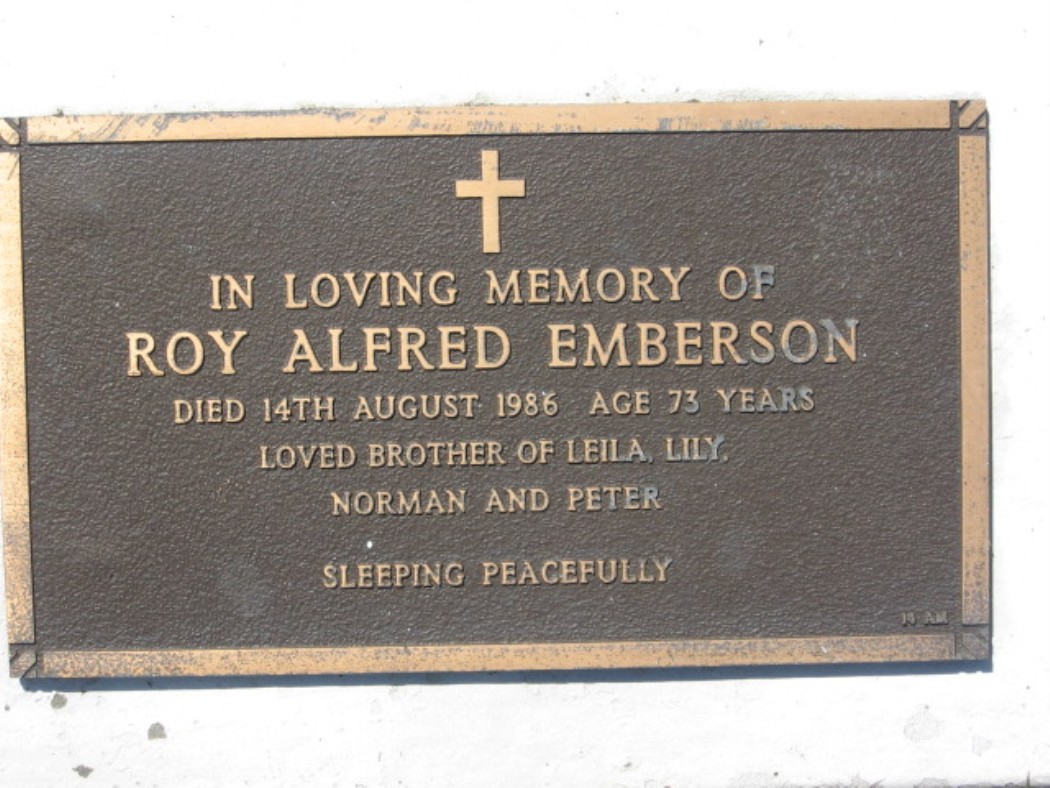 IN LOVING MEMORY OF
ROY ALFRED EMBERSON
DIED 14TH AUGUST 1986 AGE 73 YEARS
LOVED BROTHER OF LEILA, LILY,
NORMAN AND PETER
SLEEPING PEACEFULLY
AM